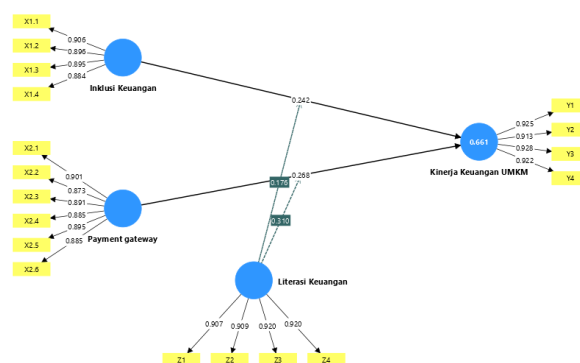 X1.1
X1.2
X1.3
X1.4
0.906
0.896
0.895
0.884
Inklusi Keuangan
0.242
X2.1
X2.2
X2.3
X2.4
X2.5
X2.6
0.901
0.873
0.891
0.885
0.895
0.885
Payment gateway
0.268
0.176
0.310
0.661
Kinerja Keuangan UMKM
0.925
0.913
0.928
0.922
Y1
Y2
Y3
Y4
Literasi Keuangan
0.907
0.909
0.920
0.920
Z1
Z2
Z3
Z4